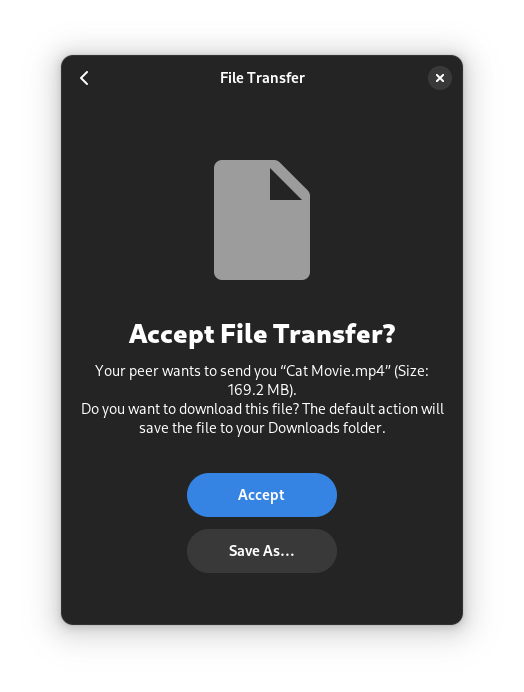 File Transfer
Accept File Transfer?
Your peer wants to send you “Cat Movie.mp4” (Size:
169.2 MB).
Do you want to download this file? The default action will
save the file to your Downloads folder.
Accept
Save As…